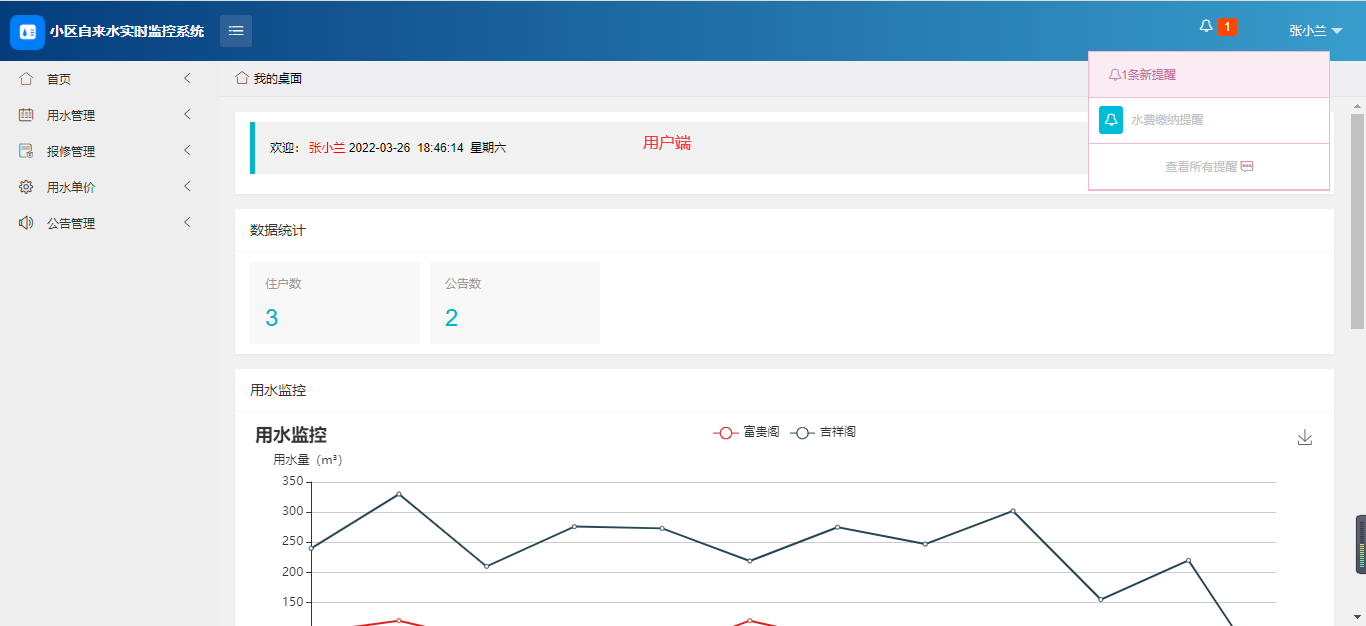 小区自来水实时监控系统
1
张小兰
首页
用水管理
报修管理
用水单价
公告管理
我的桌面
1条新提醒
水费缴纳提醒
查看所有提醒
欢迎： 张小兰 2022-03-26 18:46:14 星期六
用户端
数据统计
住户数
3
公告数
2
用水监控
用水监控
富贵阁
吉祥阁
用水量（m³）
350
300
250
200
150